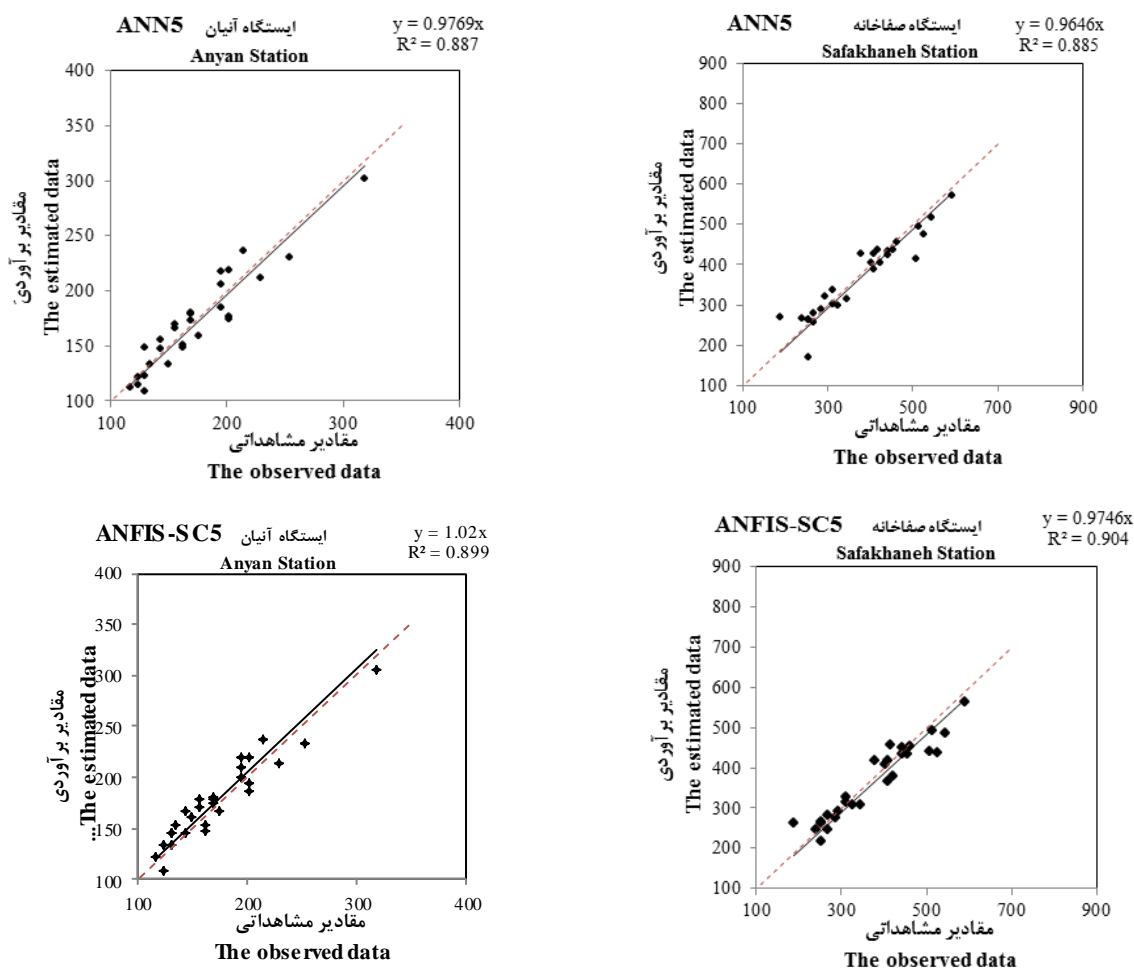 ANN5 ایستگاه آنیان y = 0.9769x
R² = 0.887
Anyan Station
400
350
300
250
200
150
100
100 200 300 400
مقادیر برآوردی
The estimated data
مقادیر مشاهداتی
The observed data
ANN5 ایستگاه صفاخانه y = 0.9646x
R² = 0.885
Safakhaneh Station
900
800
700
600
500
400
300
200
100
100 300 500 700 900
مقادیر برآوردی
The estimated data
مقادیر مشاهداتی
The observed data
ANFIS-SC5 ایستگاه آنیان y = 1.02x
R² = 0.899
Anyan Station
400
350
300
250
200
150
100
100 200 300 400
مقادیر برآوردی
..The estimated data
مقادیر مشاهداتی
The observed data
ANFIS-SC5 ایستگاه صفاخانه y = 0.9746x
R² = 0.904
Safakhaneh Station
900
800
700
600
500
400
300
200
100
100 300 500 700 900
مقادیر برآوردی
The estimated data
مقادیر مشاهداتی
The observed data